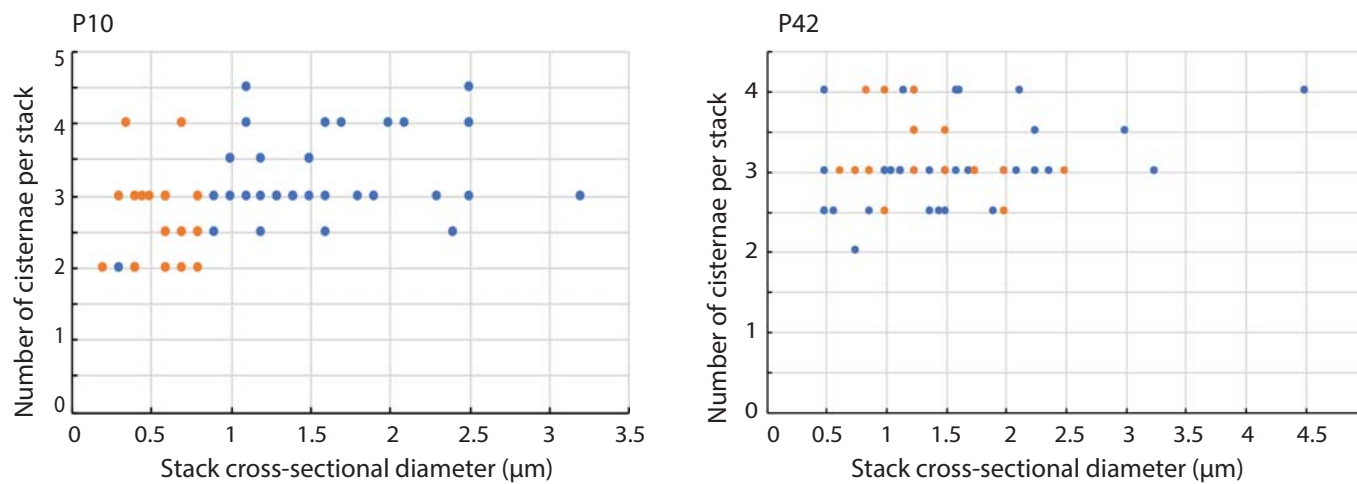 P10
Number of cisternae per stack
5
4
3
2
1
0
0 0.5 1 1.5 2 2.5 3 3.5
Stack cross-sectional diameter (µm)
P42
Number of cisternae per stack
4
3
2
1
0
0 0.5 1 1.5 2 2.5 3 3.5 4 4.5
Stack cross-sectional diameter (µm)